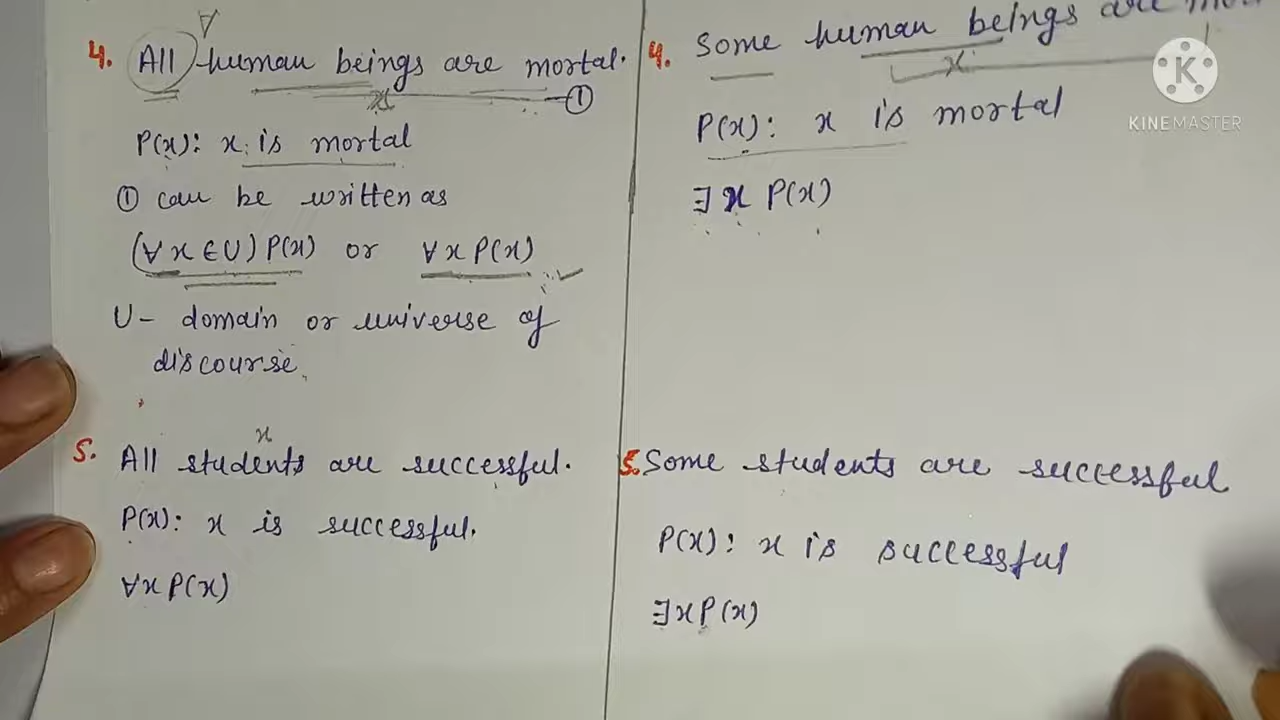 ∀
4. All human beings are mortal.
x ①
P(x): x is mortal
① can be written as
(∀ x ∈ U) P(x) or ∀ x P(x)
U - domain or universe of
discourse.
x
5. All students are successful.
P(x): x is successful.
∀x P(x)
4. Some human beings are
x
P(x): x is mortal
∃ x P(x)
5. Some students are successful
P(x): x is successful
∃x P(x)
K
KINEMASTER